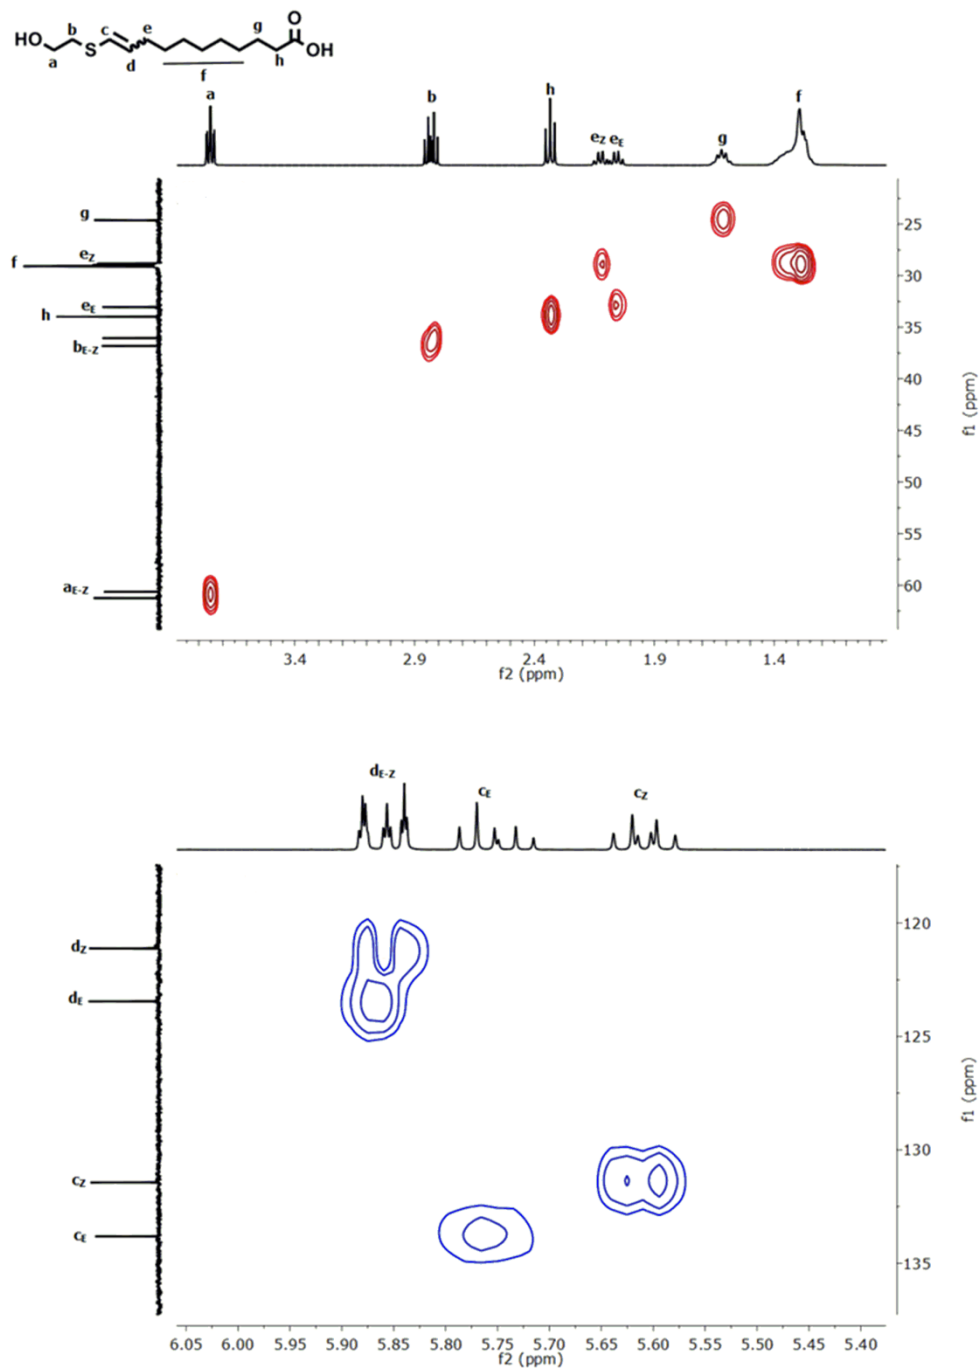 O
b c e g
HO S OH
a d h
f
a b h f
eZ eE g
g
eZ
f
eE
h
bE-Z
aE-Z
25
30
35
40
45
50
55
60
f1 (ppm)
3.4 2.9 2.4 1.9 1.4
f2 (ppm)
dE-Z
cE cZ
dZ
dE
cZ
cE
120
125
130
135
f1 (ppm)
6.05 6.00 5.95 5.90 5.85 5.80 5.75 5.70 5.65 5.60 5.55 5.50 5.45 5.40
f2 (ppm)